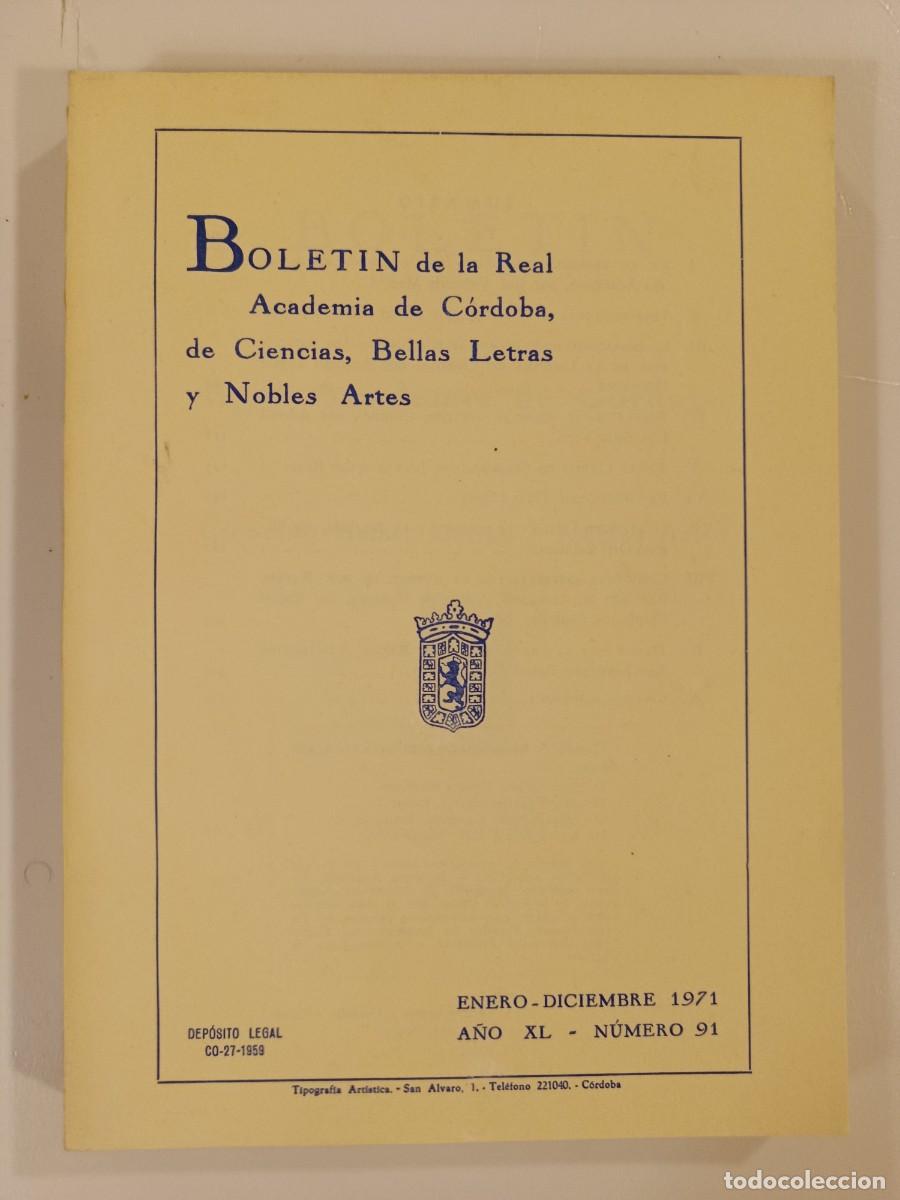 BOLETIN de la Real
Academia de Córdoba,
de Ciencias, Bellas Letras
y Nobles Artes
ENERO - DICIEMBRE 1971
AÑO XL - NÚMERO 91
DEPÓSITO LEGAL
CO-27-1959
Tipografía Artística. - San Alvaro, 1. - Teléfono 221040. - Córdoba
todocoleccion